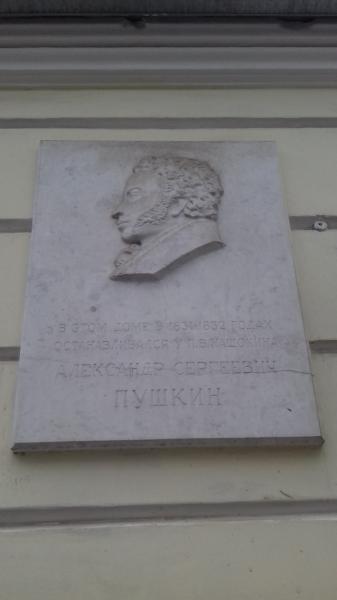 В ЭТОМ ДОМЕ В 1831-1832 ГОДАХ
ОСТАНАВЛИВАЛСЯ У П.В.НАЩОКИНА
АЛЕКСАНДР СЕРГЕЕВИЧ
ПУШКИН